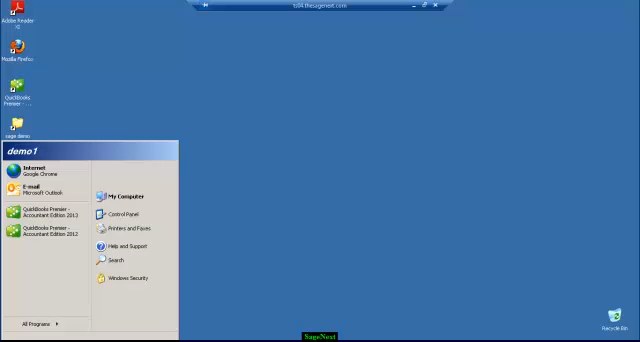 ts04.thesagenext.com
Adobe Reader
XI
Mozilla Firefox
QuickBooks
Premier - ...
sage demo
demo1
Internet
Google Chrome
E-mail
Microsoft Outlook
QuickBooks Premier -
Accountant Edition 2013
QuickBooks Premier -
Accountant Edition 2012
My Computer
Control Panel
Printers and Faxes
Help and Support
Search
Windows Security
All Programs
Recycle Bin
SageNext